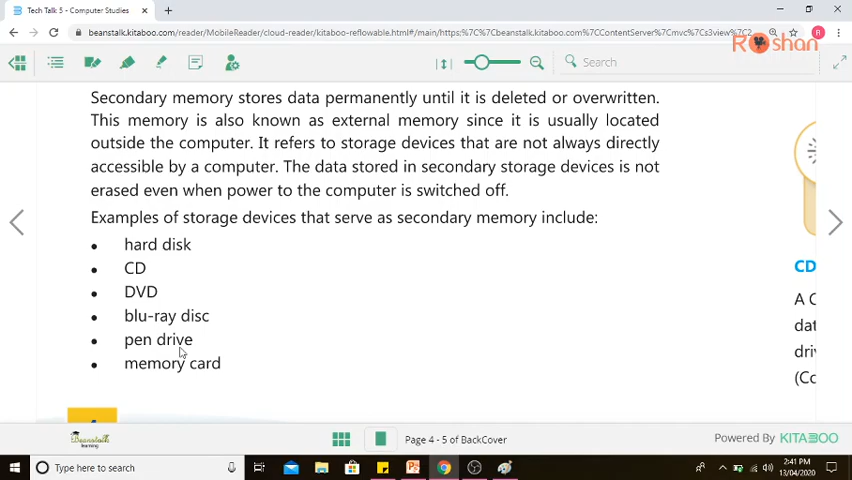 Tech Talk 5 - Computer Studies
beanstalk.kitaboo.com/reader/MobileReader/cloud-reader/kitaboo-reflowable.html#/main/https:%7C%7Cbeanstalk.kitaboo.com%7CContentServer%7Cmvc%7Cs3view%7C2...
Roshan
Search
Secondary memory stores data permanently until it is deleted or overwritten.
This memory is also known as external memory since it is usually located
outside the computer. It refers to storage devices that are not always directly
accessible by a computer. The data stored in secondary storage devices is not
erased even when power to the computer is switched off.
Examples of storage devices that serve as secondary memory include:
• hard disk
• CD
• DVD
• blu-ray disc
• pen drive
• memory card
CD
A C
dat
driv
(Co
Beanstalk
learning
Page 4 - 5 of BackCover
Powered By KITABOO
Type here to search
2:41 PM
13/04/2020